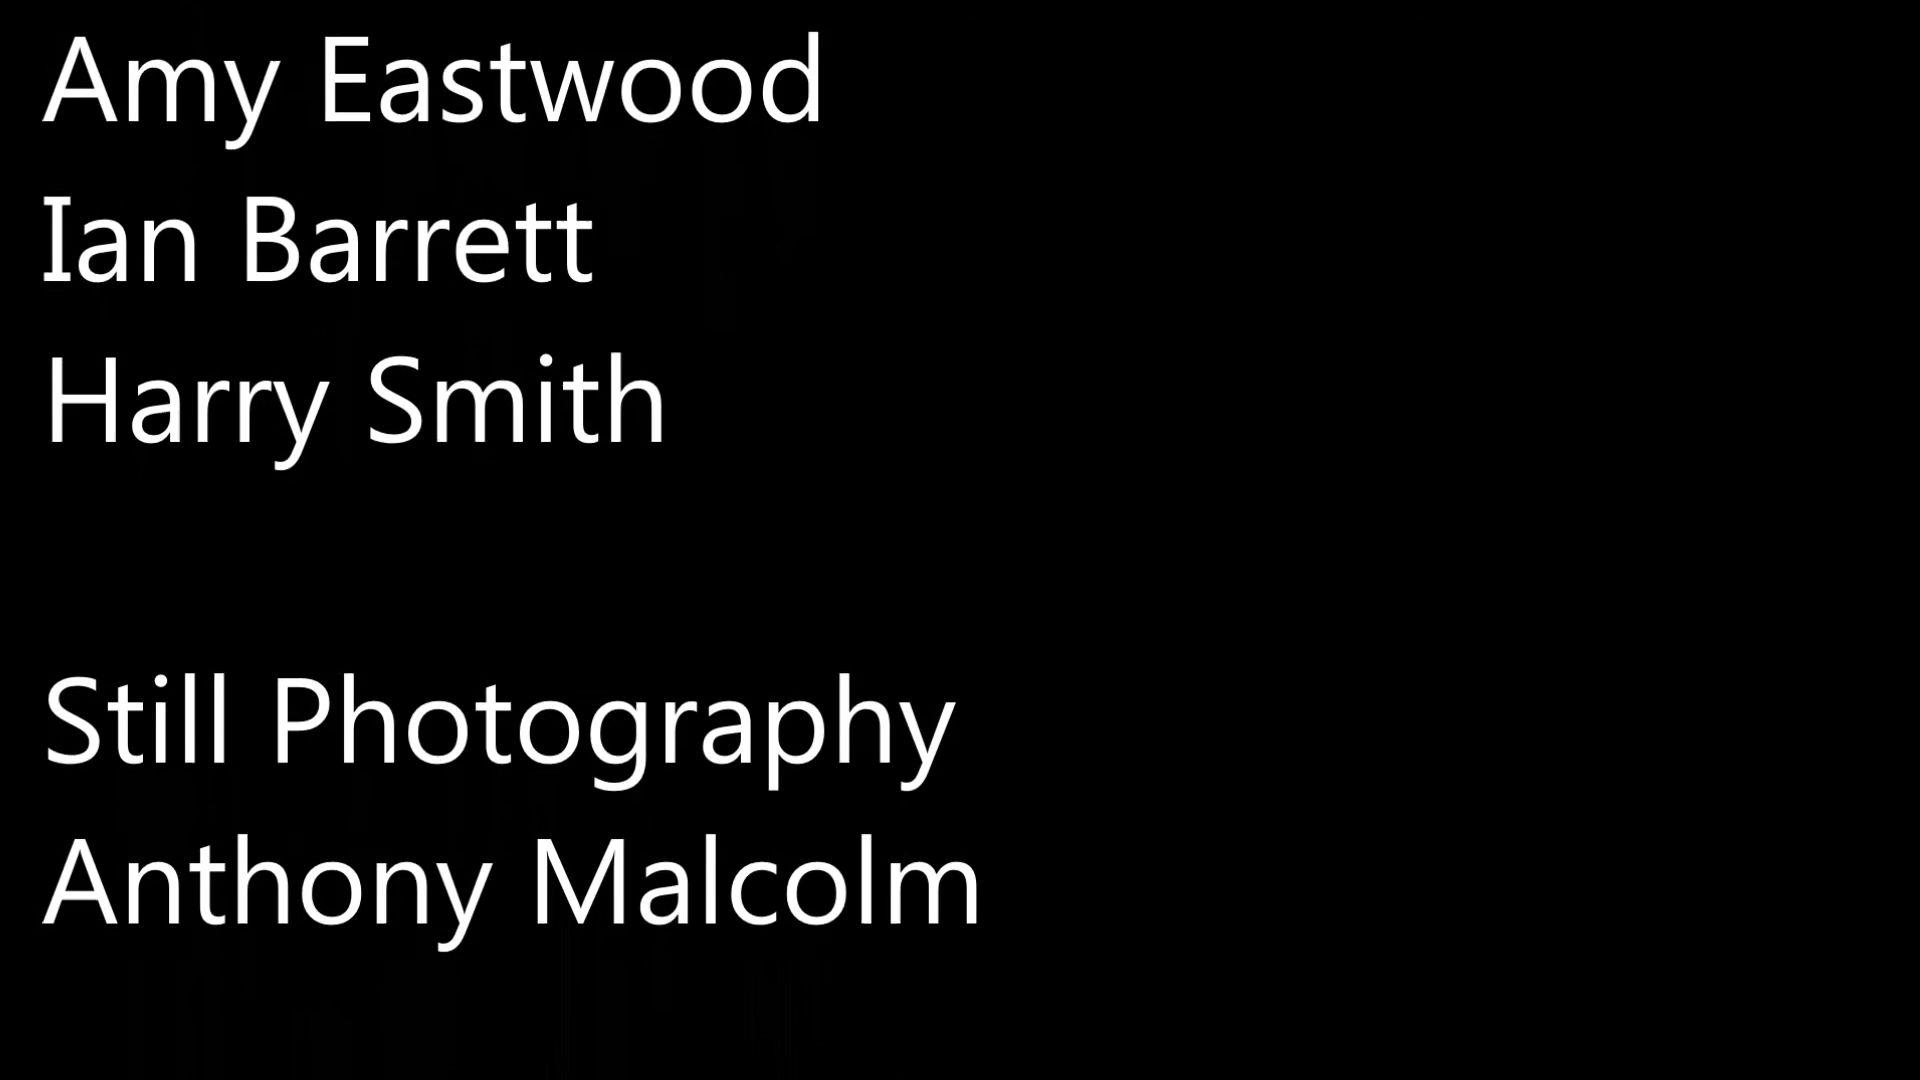 Amy Eastwood
Ian Barrett
Harry Smith
Still Photography
Anthony Malcolm